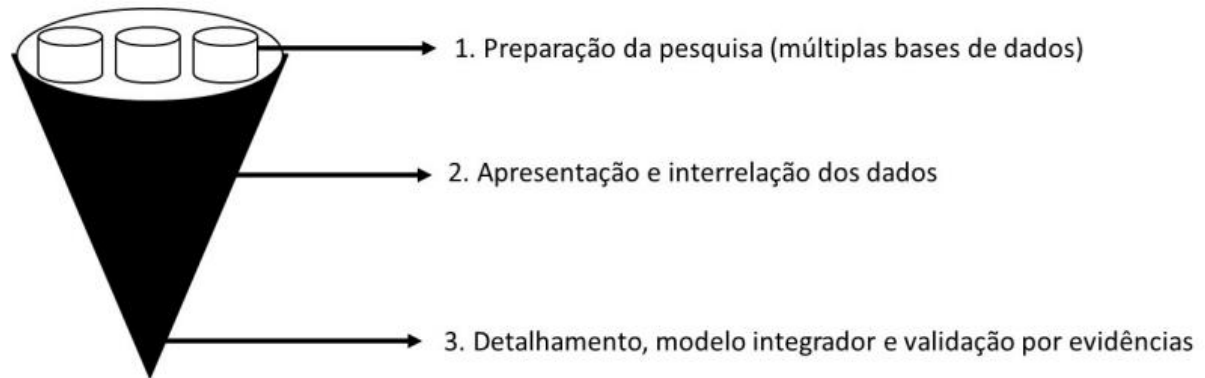 1. Preparação da pesquisa (múltiplas bases de dados)
2. Apresentação e interrelação dos dados
3. Detalhamento, modelo integrador e validação por evidências